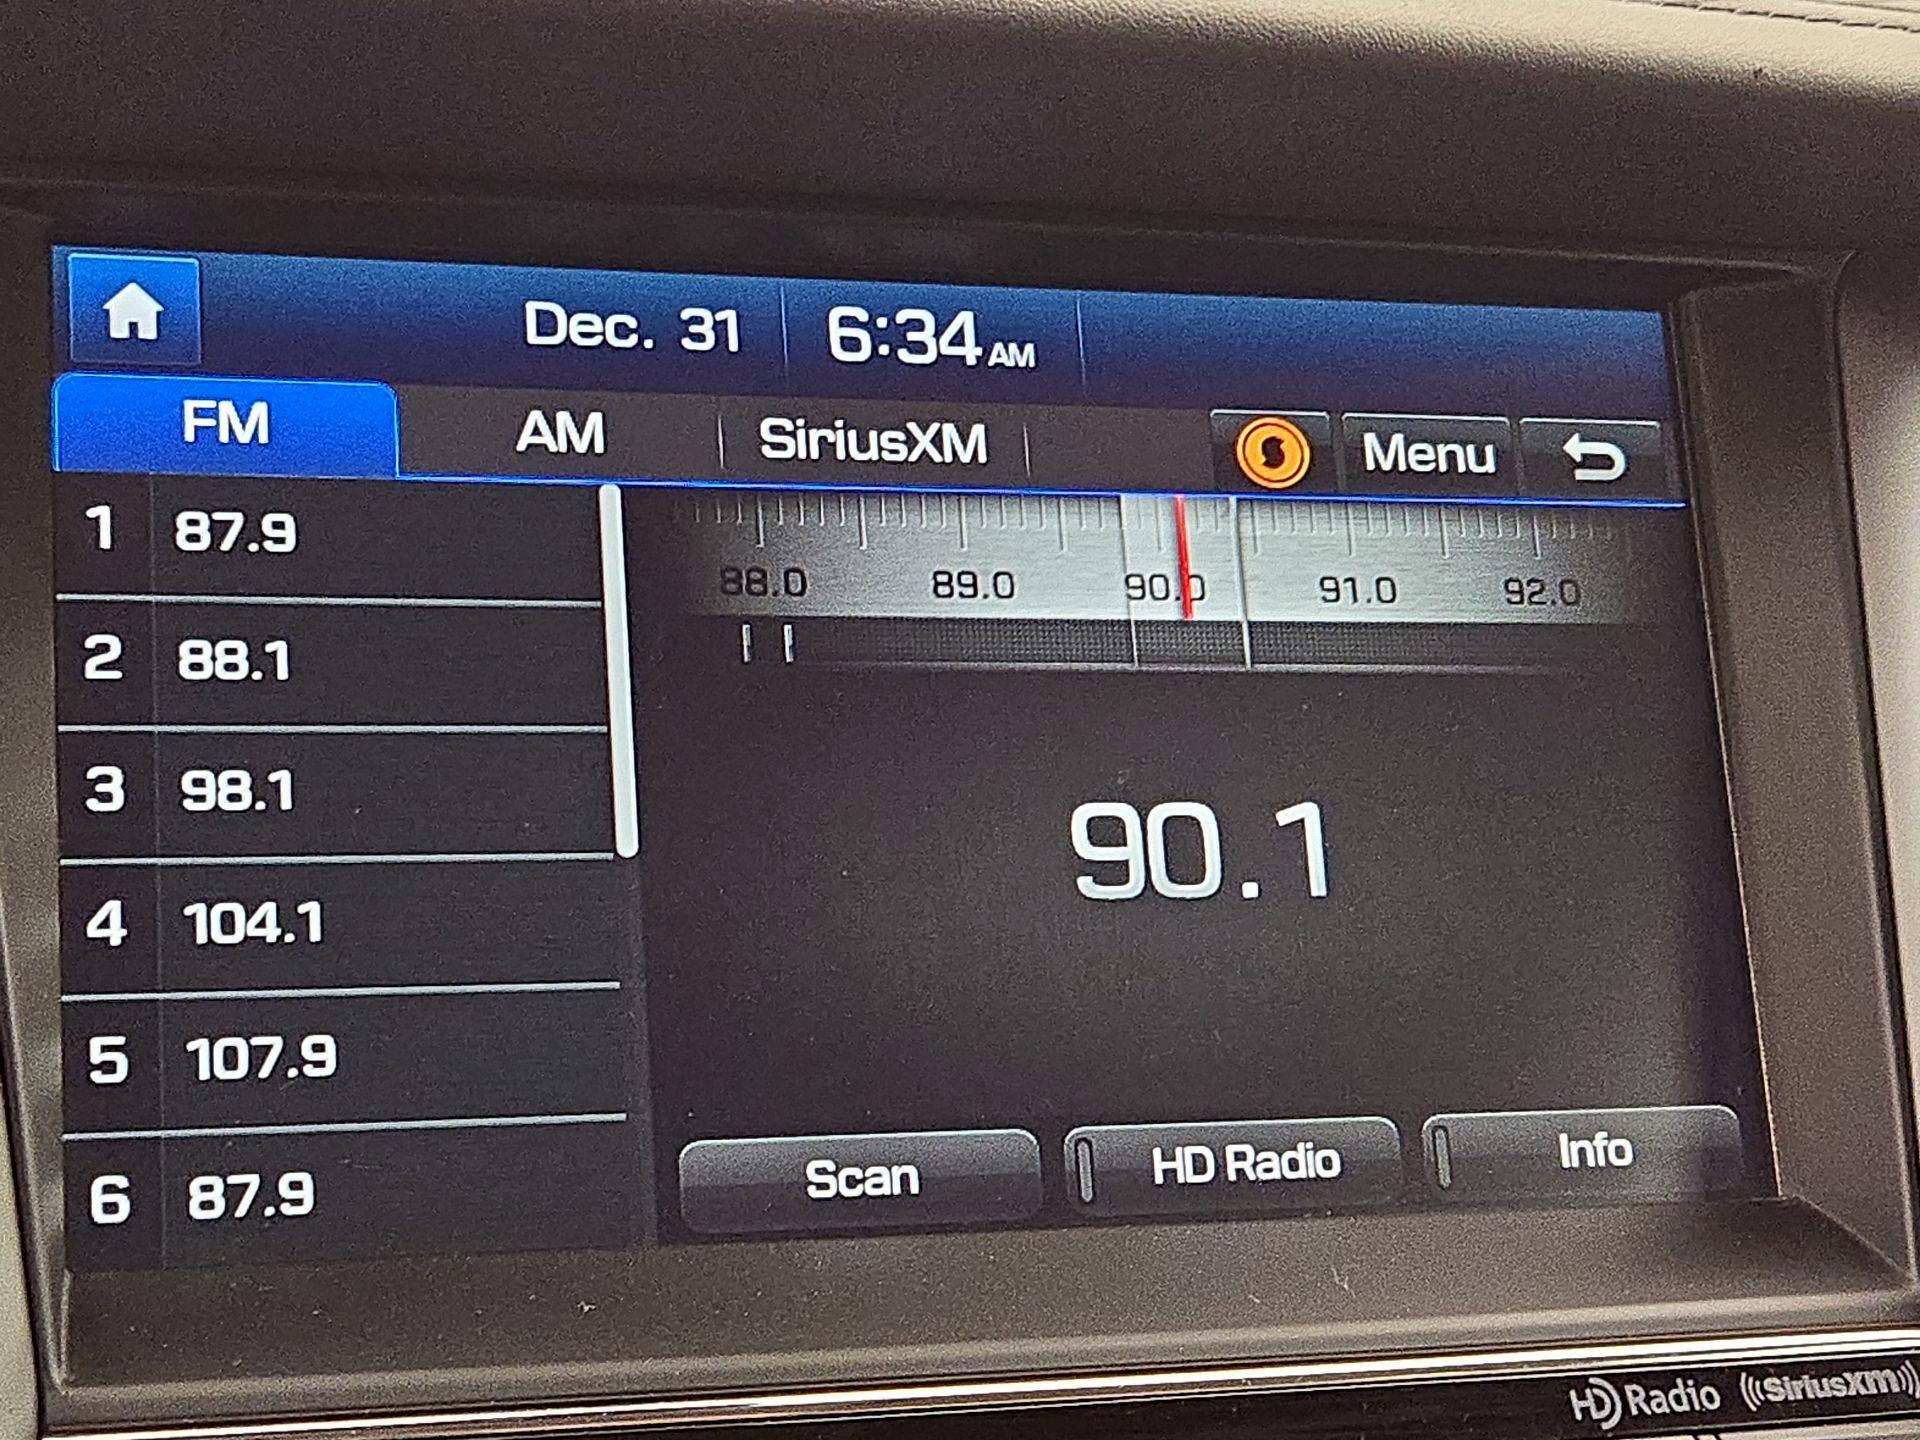 Dec. 31 6:34 AM
FM AM SiriusXM Menu
1 87.9
2 88.1
3 98.1
4 104.1
5 107.9
6 87.9
88.0 89.0 90.0 91.0 92.0
90.1
Scan HD Radio Info
HD Radio SiriusXM